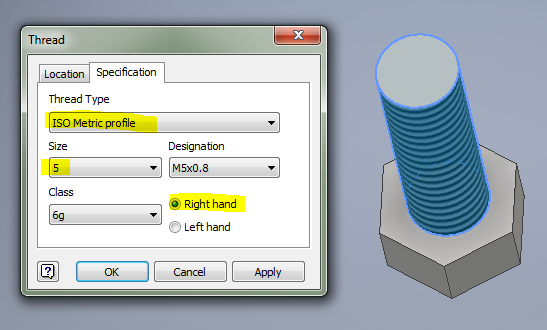 Thread
Location Specification
Thread Type
ISO Metric profile
Size Designation
5 M5x0.8
Class
6g Right hand
Left hand
? OK Cancel Apply